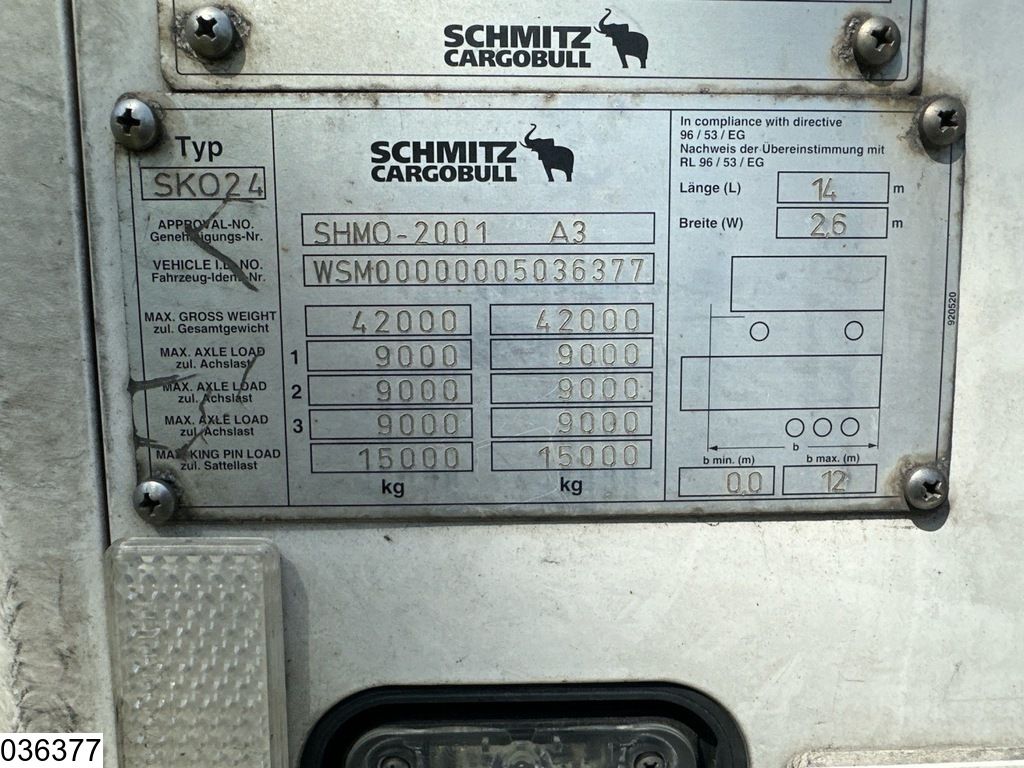 SCHMITZ
CARGOBULL
Typ
SKO24
SCHMITZ
CARGOBULL
In compliance with directive
96 / 53 / EG
Nachweis der Übereinstimmung mit
RL 96 / 53 / EG
Länge (L) 14 m
Breite (W) 2,6 m
APPROVAL-NO.
Genehmigungs-Nr.
SHMO-2001 A3
VEHICLE I.D.-NO.
Fahrzeug-Ident.-Nr.
WSM00000005036377
MAX. GROSS WEIGHT
zul. Gesamtgewicht
42000 42000
MAX. AXLE LOAD
zul. Achslast
1 9000 9000
MAX. AXLE LOAD
zul. Achslast
2 9000 9000
MAX. AXLE LOAD
zul. Achslast
3 9000 9000
MAX. KING PIN LOAD
zul. Sattellast
15000 15000
kg kg
b
b min. (m) b max. (m)
0,0 12
920520
036377